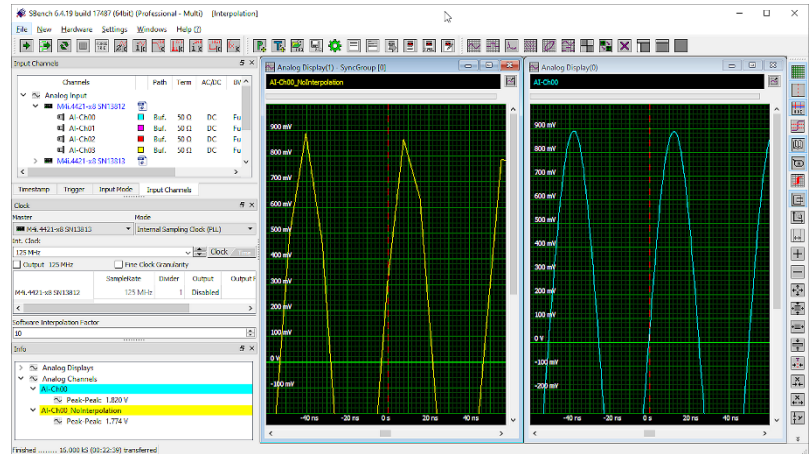 SBench 6.4.19 build 17487 (64bit) (Professional - Multi) [Interpolation]
File New Hardware Settings Windows Help (?)
Input Channels
Channels Path Term AC/DC
Analog Input
M4i.4421-x8 SN13812
AI-Ch00 Buf. 50 Ω DC Fu
AI-Ch01 Buf. 50 Ω DC Fu
AI-Ch02 Buf. 50 Ω DC Fu
AI-Ch03 Buf. 50 Ω DC Fu
M4i.4421-x8 SN13813
Timestamp Trigger Input Mode Input Channels
Clock
Master Mode
M4i.4421-x8 SN13813 Internal Sampling Clock (PLL)
Int. Clock
125 MHz Clock
Output 125 MHz Fine Clock Granularity
SampleRate Divider Output Output F
M4i.4421-x8 SN13812 125 MHz 1 Disabled
Software Interpolation Factor
10
Info
Analog Displays
Analog Channels
AI-Ch00
Peak-Peak: 1.820 V
AI-Ch00_NoInterpolation
Peak-Peak: 1.774 V
Finished ........ 16.000 kS (00:22:39) transferred
Analog Display(1) - SyncGroup [0]
AI-Ch00_NoInterpolation
900 mV
800 mV
700 mV
600 mV
500 mV
400 mV
300 mV
200 mV
100 mV
0 V
-100 mV
-40 ns -20 ns 0 s 20 ns 40 ns
Analog Display(0)
AI-Ch00
900 mV
800 mV
700 mV
600 mV
500 mV
400 mV
300 mV
200 mV
100 mV
0 V
-100 mV
-200 mV
-40 ns -20 ns 0 s 20 ns 40 ns